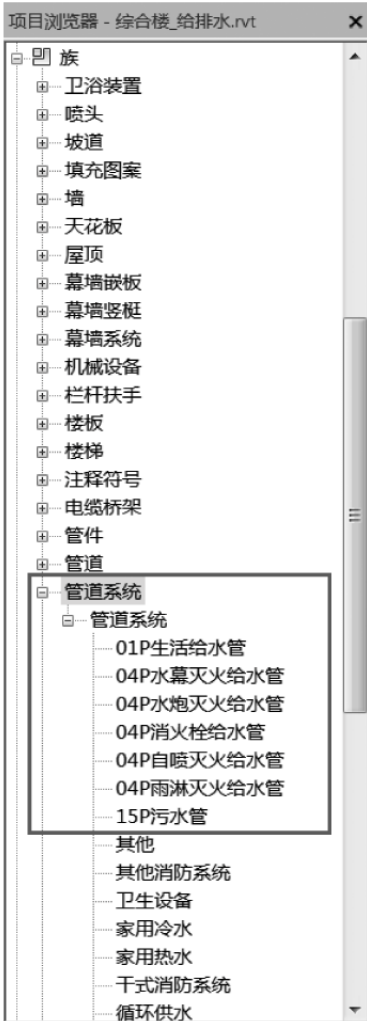 项目浏览器 - 综合楼_给排水.rvt
族
卫浴装置
喷头
坡道
填充图案
墙
天花板
屋顶
幕墙嵌板
幕墙竖梃
幕墙系统
机械设备
栏杆扶手
楼板
楼梯
注释符号
电缆桥架
管件
管道
管道系统
管道系统
01P生活给水管
04P水幕灭火给水管
04P水炮灭火给水管
04P消火栓给水管
04P自喷灭火给水管
04P雨淋灭火给水管
15P污水管
其他
其他消防系统
卫生设备
家用冷水
家用热水
干式消防系统
循环供水